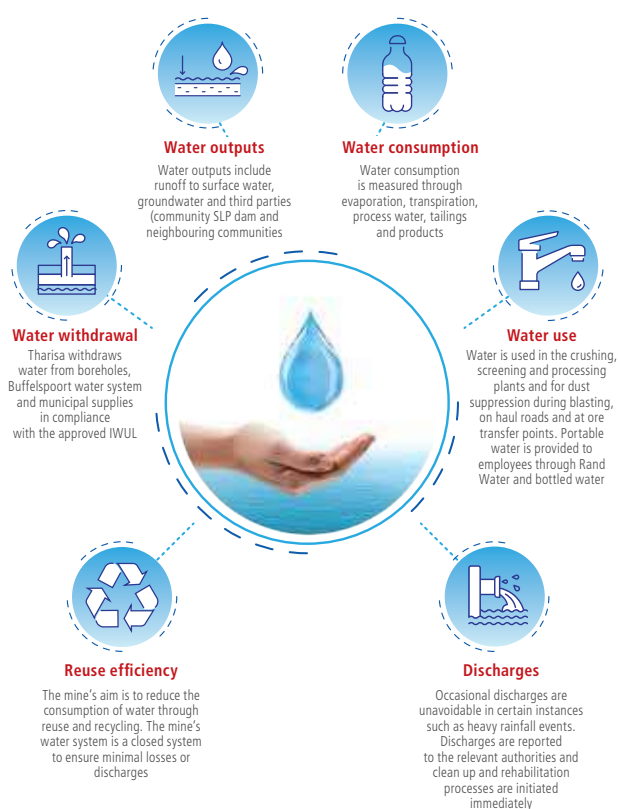 Water outputs
Water outputs include
runoff to surface water,
groundwater and third parties
(community SLP dam and
neighbouring communities
Water consumption
Water consumption
is measured through
evaporation, transpiration,
process water, tailings
and products
Water withdrawal
Tharisa withdraws
water from boreholes,
Buffelspoort water system
and municipal supplies
in compliance
with the approved IWUL
Water use
Water is used in the crushing,
screening and processing
plants and for dust
suppression during blasting,
on haul roads and at ore
transfer points. Portable
water is provided to
employees through Rand
Water and bottled water
Reuse efficiency
The mine's aim is to reduce the
consumption of water through
reuse and recycling. The mine's
water system is a closed system
to ensure minimal losses or
discharges
Discharges
Occasional discharges are
unavoidable in certain instances
such as heavy rainfall events.
Discharges are reported
to the relevant authorities and
clean up and rehabilitation
processes are initiated
immediately